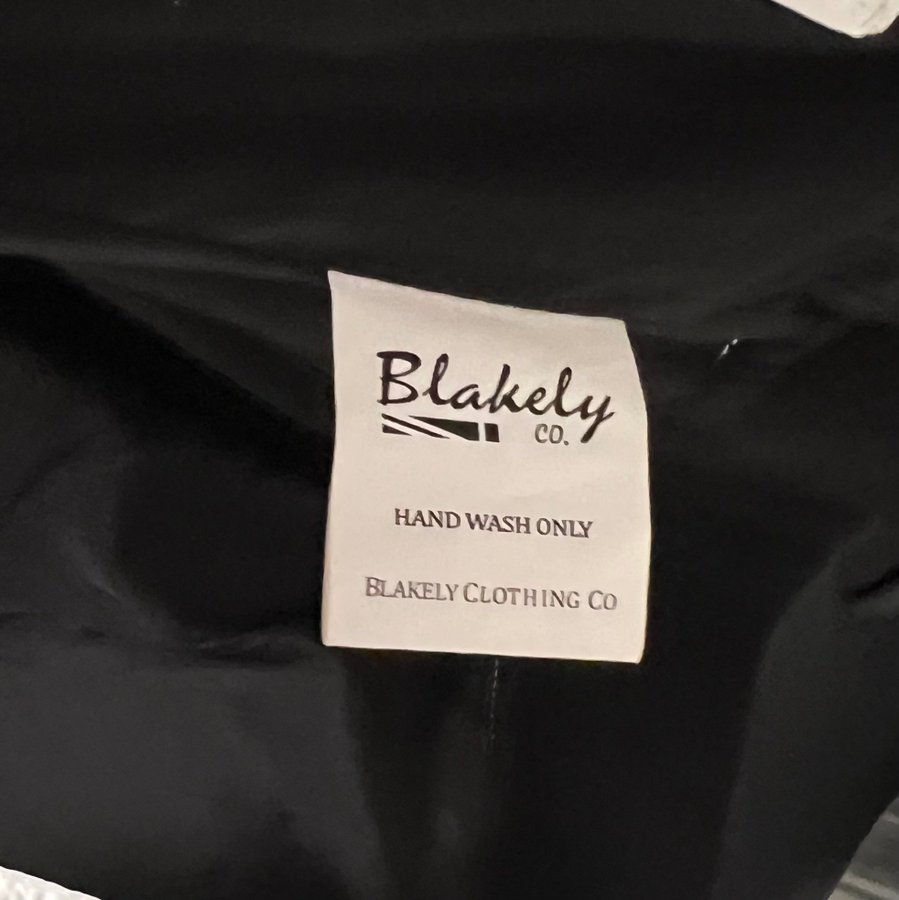 Blakely
CO.
HAND WASH ONLY
BLAKELY CLOTHING CO